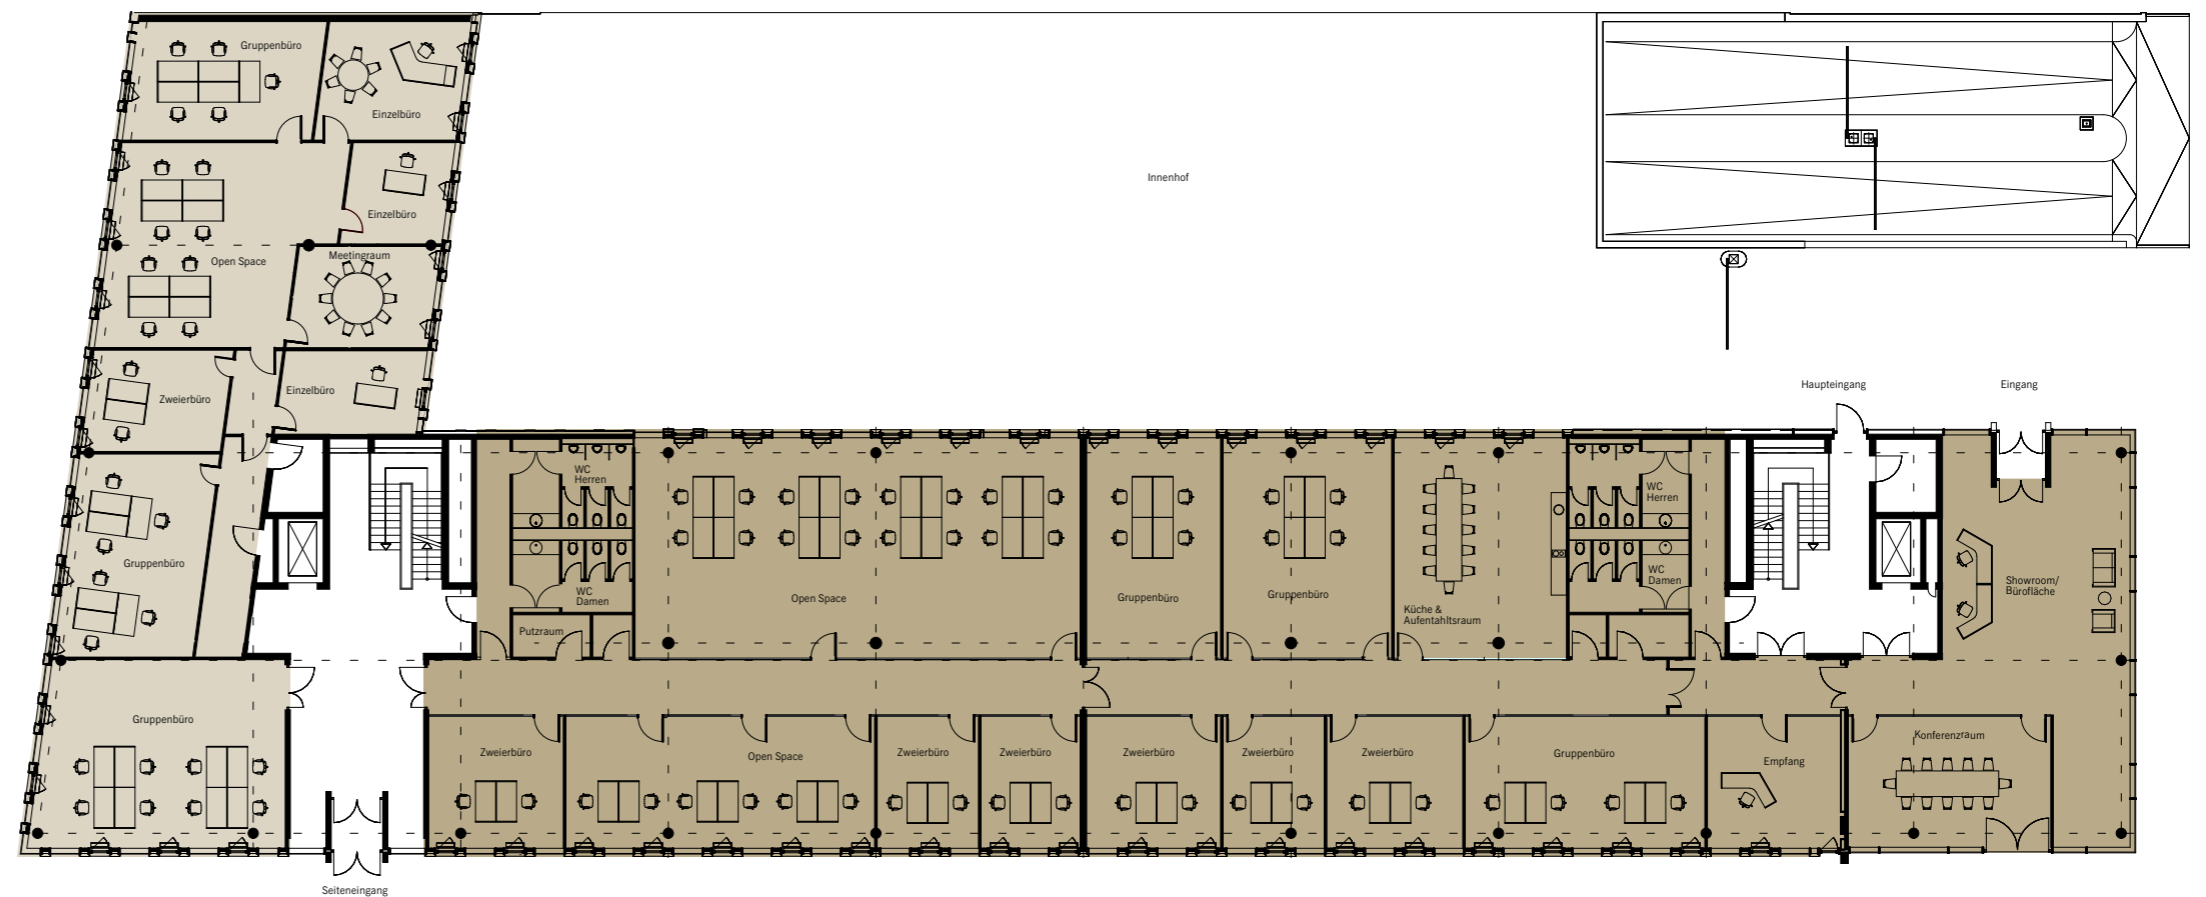 Gruppenbüro
Einzelbüro
Innenhof
Einzelbüro
Open Space
Meetingraum
Zweierbüro
Einzelbüro
Haupteingang
Eingang
Gruppenbüro
WC
Herren
WC
Damen
Putzraum
Open Space
Gruppenbüro
Gruppenbüro
Küche &
Aufentahltsraum
WC
Herren
WC
Damen
Showroom/
Bürofläche
Gruppenbüro
Zweierbüro
Open Space
Zweierbüro
Zweierbüro
Zweierbüro
Zweierbüro
Zweierbüro
Gruppenbüro
Empfang
Konferenzraum
Seiteneingang